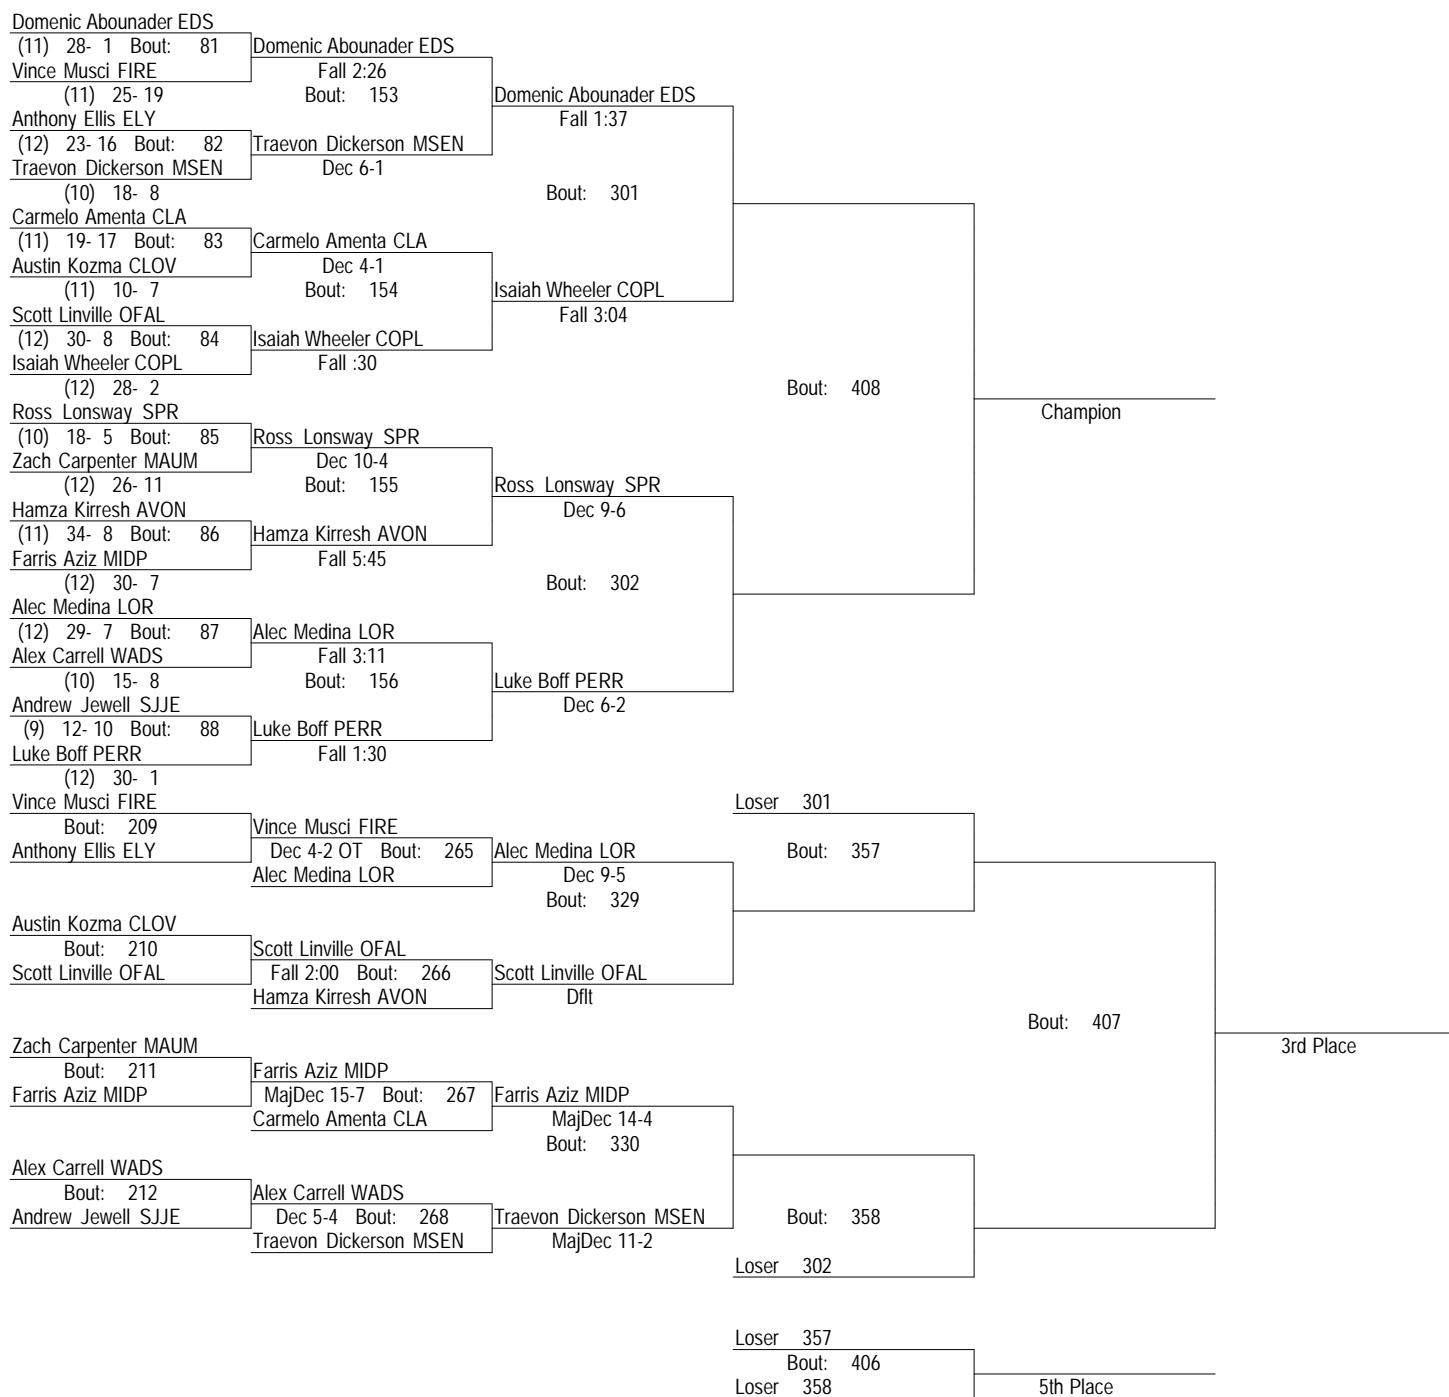 Domenic Abounader EDS
(11) 28- 1 Bout: 81 Domenic Abounader EDS
Vince Musci FIRE Fall 2:26
(11) 25- 19 Bout: 153 Domenic Abounader EDS
Anthony Ellis ELY Fall 1:37
(12) 23- 16 Bout: 82 Traevon Dickerson MSEN
Traevon Dickerson MSEN Dec 6-1
(10) 18- 8 Bout: 301
Carmelo Amenta CLA
(11) 19- 17 Bout: 83 Carmelo Amenta CLA
Austin Kozma CLOV Dec 4-1
(11) 10- 7 Bout: 154 Isaiah Wheeler COPL
Scott Linville OFAL Fall 3:04
(12) 30- 8 Bout: 84 Isaiah Wheeler COPL
Isaiah Wheeler COPL Fall :30
(12) 28- 2 Bout: 408
Ross Lonsway SPR Champion
(10) 18- 5 Bout: 85 Ross Lonsway SPR
Zach Carpenter MAUM Dec 10-4
(12) 26- 11 Bout: 155 Ross Lonsway SPR
Hamza Kirresh AVON Dec 9-6
(11) 34- 8 Bout: 86 Hamza Kirresh AVON
Farris Aziz MIDP Fall 5:45
(12) 30- 7 Bout: 302
Alec Medina LOR
(12) 29- 7 Bout: 87 Alec Medina LOR
Alex Carrell WADS Fall 3:11
(10) 15- 8 Bout: 156 Luke Boff PERR
Andrew Jewell SJJE Dec 6-2
(9) 12- 10 Bout: 88 Luke Boff PERR
Luke Boff PERR Fall 1:30
(12) 30- 1
Vince Musci FIRE Loser 301
Bout: 209 Vince Musci FIRE
Anthony Ellis ELY Dec 4-2 OT Bout: 265 Alec Medina LOR Bout: 357
Alec Medina LOR Dec 9-5
Bout: 329
Austin Kozma CLOV
Bout: 210 Scott Linville OFAL
Scott Linville OFAL Fall 2:00 Bout: 266 Scott Linville OFAL
Hamza Kirresh AVON Dflt
Bout: 407
Zach Carpenter MAUM 3rd Place
Bout: 211 Farris Aziz MIDP
Farris Aziz MIDP MajDec 15-7 Bout: 267 Farris Aziz MIDP
Carmelo Amenta CLA MajDec 14-4
Bout: 330
Alex Carrell WADS
Bout: 212 Alex Carrell WADS
Andrew Jewell SJJE Dec 5-4 Bout: 268 Traevon Dickerson MSEN Bout: 358
Traevon Dickerson MSEN MajDec 11-2
Loser 302
Loser 357
Bout: 406
Loser 358 5th Place